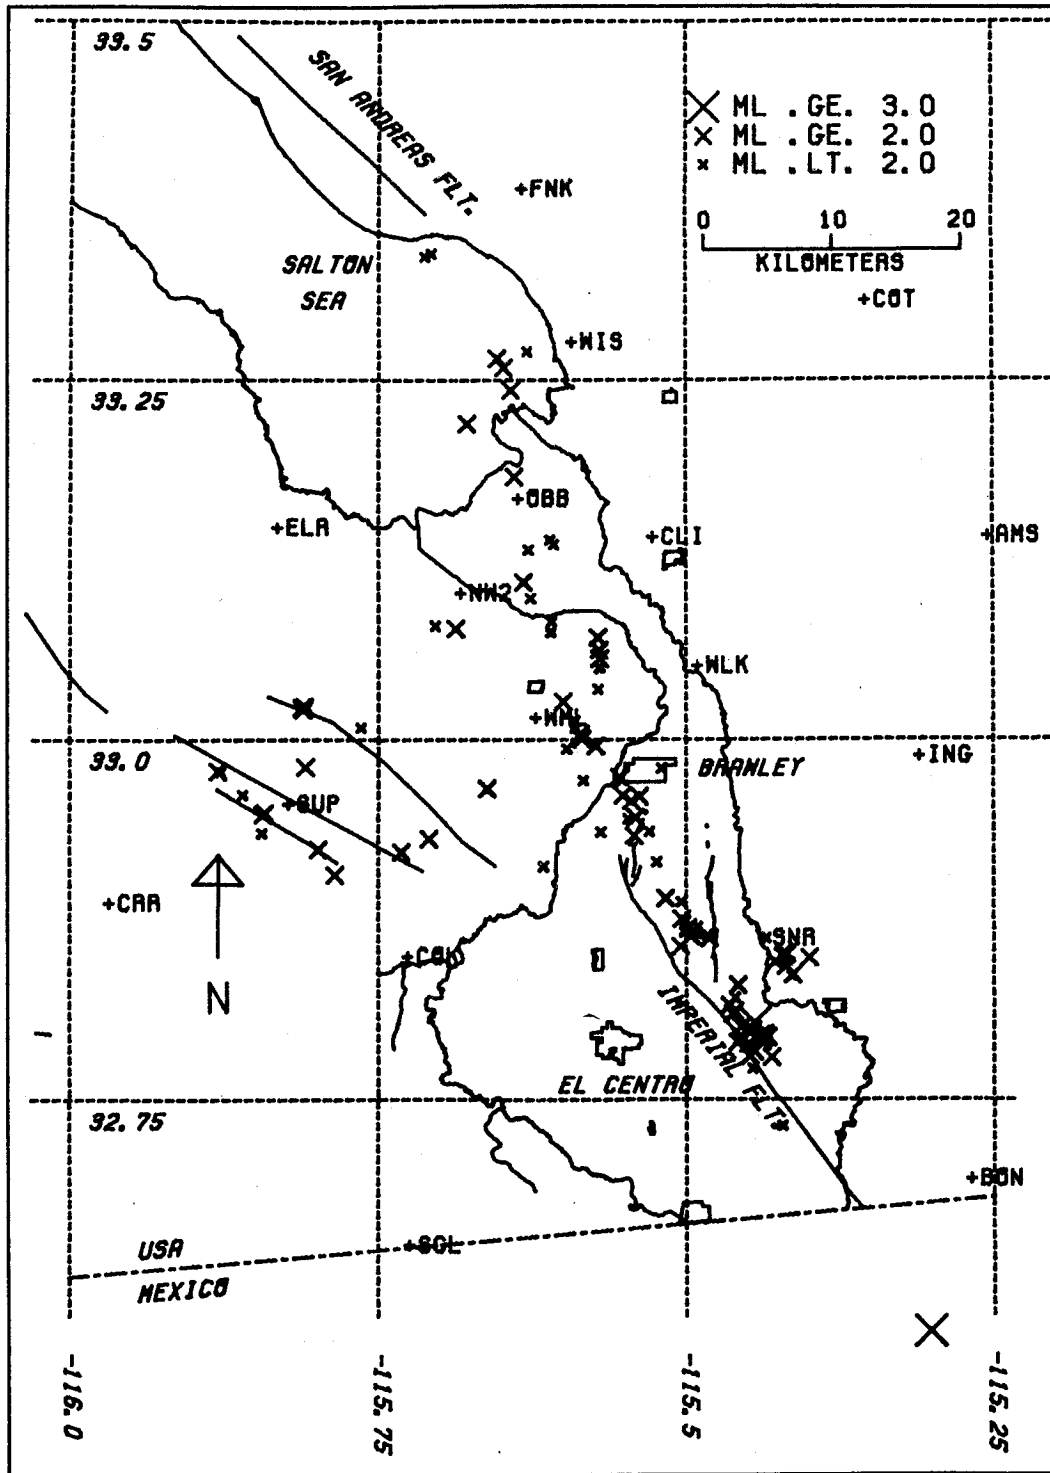 33.5
SAN ANDREAS FLT.
ML .GE. 3.0
ML .GE. 2.0
ML .LT. 2.0
+FNK
0 10 20
KILOMETERS
SALTON
SEA
+COT
+WIS
33.25
+OBB
+ELR
+CLI
+AMS
+NW2
+WLK
+WML
33.0
BRAWLEY
+ING
+SUP
+CRR
+COL
+SNR
N
IMPERIAL FLT.
EL CENTRO
32.75
+BON
USA
+SGL
MEXICO
-116.0
-115.75
-115.5
-115.25